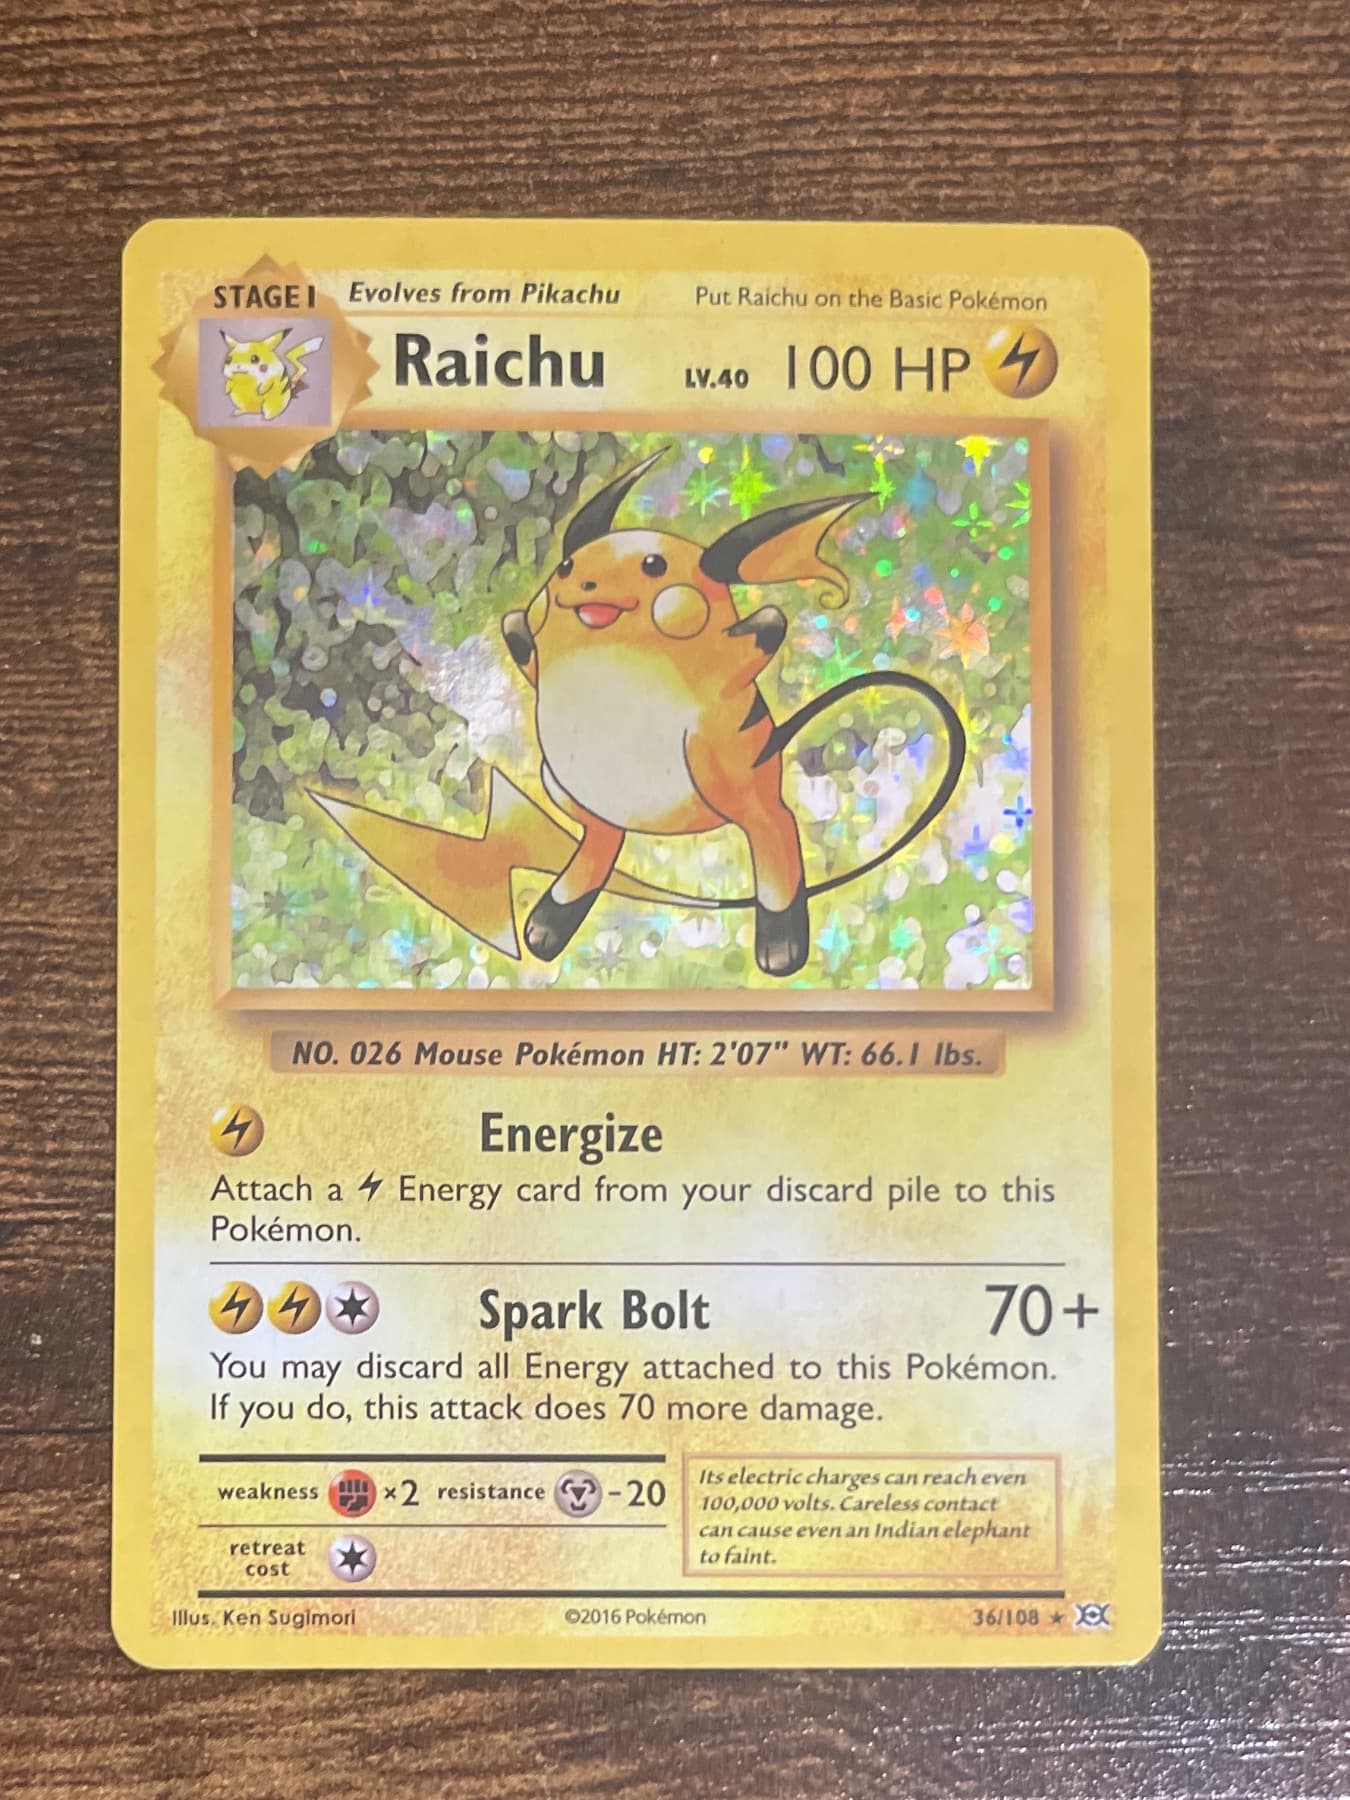 STAGE 1 Evolves from Pikachu Put Raichu on the Basic Pokémon
Raichu LV.40 100 HP
NO. 026 Mouse Pokémon HT: 2'07" WT: 66.1 lbs.
Energize
Attach a Energy card from your discard pile to this
Pokémon.
Spark Bolt 70+
You may discard all Energy attached to this Pokémon.
If you do, this attack does 70 more damage.
weakness ×2 resistance -20
retreat
cost
Its electric charges can reach even
100,000 volts. Careless contact
can cause even an Indian elephant
to faint.
Illus. Ken Sugimori ©2016 Pokémon 36/108 ★